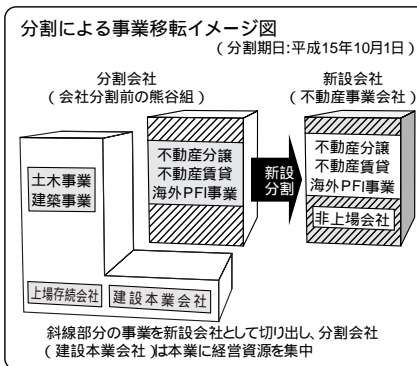 分割による事業移転イメージ図
(分割期日:平成15年10月1日)
分割会社
(会社分割前の熊谷組)
新設会社
(不動産事業会社)
土木事業
建築事業
不動産分譲
不動産賃貸
海外PFI事業
新設
分割
不動産分譲
不動産賃貸
海外PFI事業
非上場会社
上場存続会社
建設本業会社
斜線部分の事業を新設会社として切り出し、分割会社
(建設本業会社)は本業に経営資源を集中